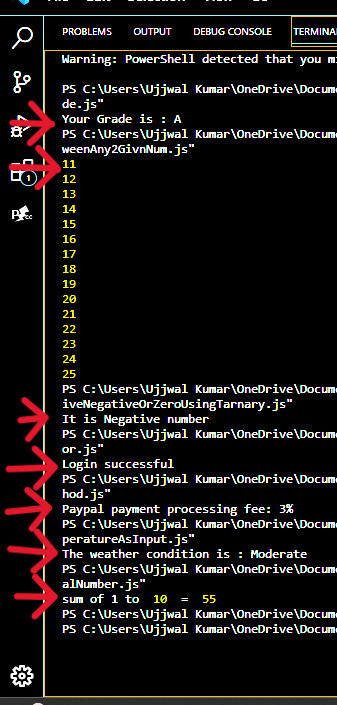 PROBLEMS OUTPUT DEBUG CONSOLE TERMINA
Warning: PowerShell detected that you mi
PS C:\Users\Ujjwal Kumar\OneDrive\Docume
de.js"
Your Grade is : A
PS C:\Users\Ujjwal Kumar\OneDrive\Docume
weenAny2GivnNum.js"
11
12
13
14
15
16
17
18
19
20
21
22
23
24
25
PS C:\Users\Ujjwal Kumar\OneDrive\Docume
iveNegativeOrZeroUsingTarnary.js"
It is Negative number
PS C:\Users\Ujjwal Kumar\OneDrive\Docume
or.js"
Login successful
PS C:\Users\Ujjwal Kumar\OneDrive\Docume
hod.js"
Paypal payment processing fee: 3%
PS C:\Users\Ujjwal Kumar\OneDrive\Docume
peratureAsInput.js"
The weather condition is : Moderate
PS C:\Users\Ujjwal Kumar\OneDrive\Docume
alNumber.js"
sum of 1 to 10 = 55
PS C:\Users\Ujjwal Kumar\OneDrive\Docume
PS C:\Users\Ujjwal Kumar\OneDrive\Docume
1